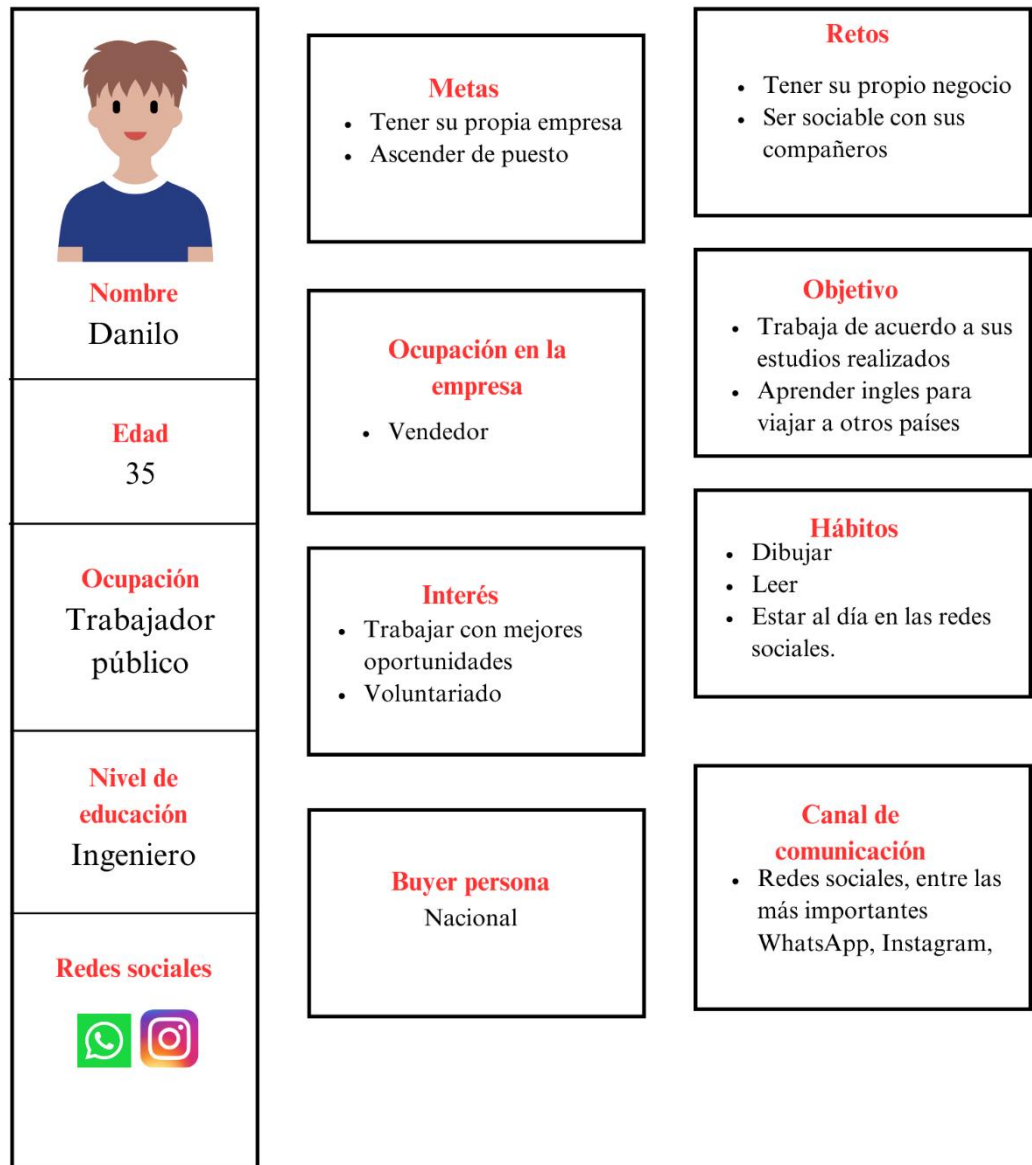 Nombre
Danilo
Edad
35
Ocupación
Trabajador
público
Nivel de
educación
Ingeniero
Redes sociales
Metas
• Tener su propia empresa
• Ascender de puesto
Ocupación en la
empresa
• Vendedor
Interés
• Trabajar con mejores
oportunidades
• Voluntariado
Buyer persona
Nacional
Retos
• Tener su propio negocio
• Ser sociable con sus
compañeros
Objetivo
• Trabaja de acuerdo a sus
estudios realizados
• Aprender ingles para
viajar a otros países
Hábitos
• Dibujar
• Leer
• Estar al día en las redes
sociales.
Canal de
comunicación
• Redes sociales, entre las
más importantes
WhatsApp, Instagram,